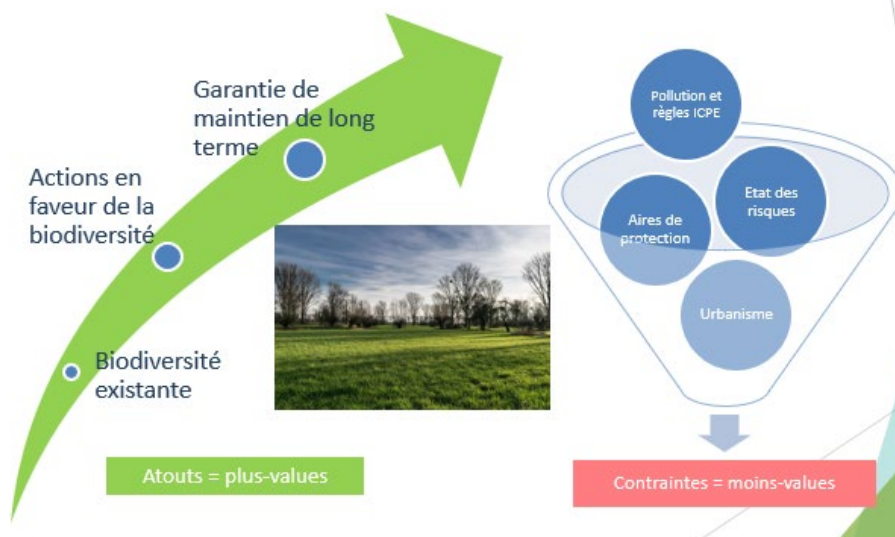 Garantie de
maintien de long
terme
Actions en
faveur de la
biodiversité
Biodiversité
existante
Atouts = plus-values
Pollution et
règles ICPE
Etat des
risques
Aires de
protection
Urbanisme
Contraintes = moins-values